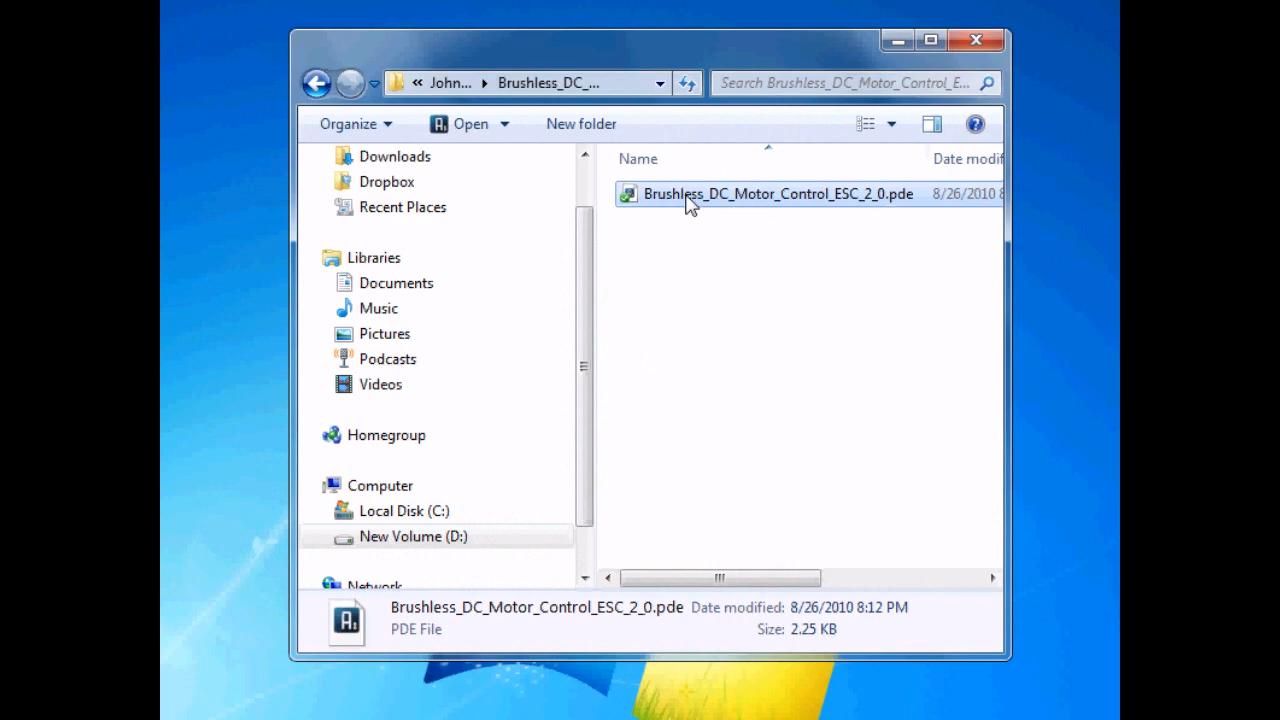 « John... ▸ Brushless_DC_...
Search Brushless_DC_Motor_Control_E...
Organize
Open
New folder
Downloads
Dropbox
Recent Places
Libraries
Documents
Music
Pictures
Podcasts
Videos
Homegroup
Computer
Local Disk (C:)
New Volume (D:)
Network
Name
Date modif
Brushless_DC_Motor_Control_ESC_2_0.pde 8/26/2010 8
Brushless_DC_Motor_Control_ESC_2_0.pde Date modified: 8/26/2010 8:12 PM
PDE File Size: 2.25 KB